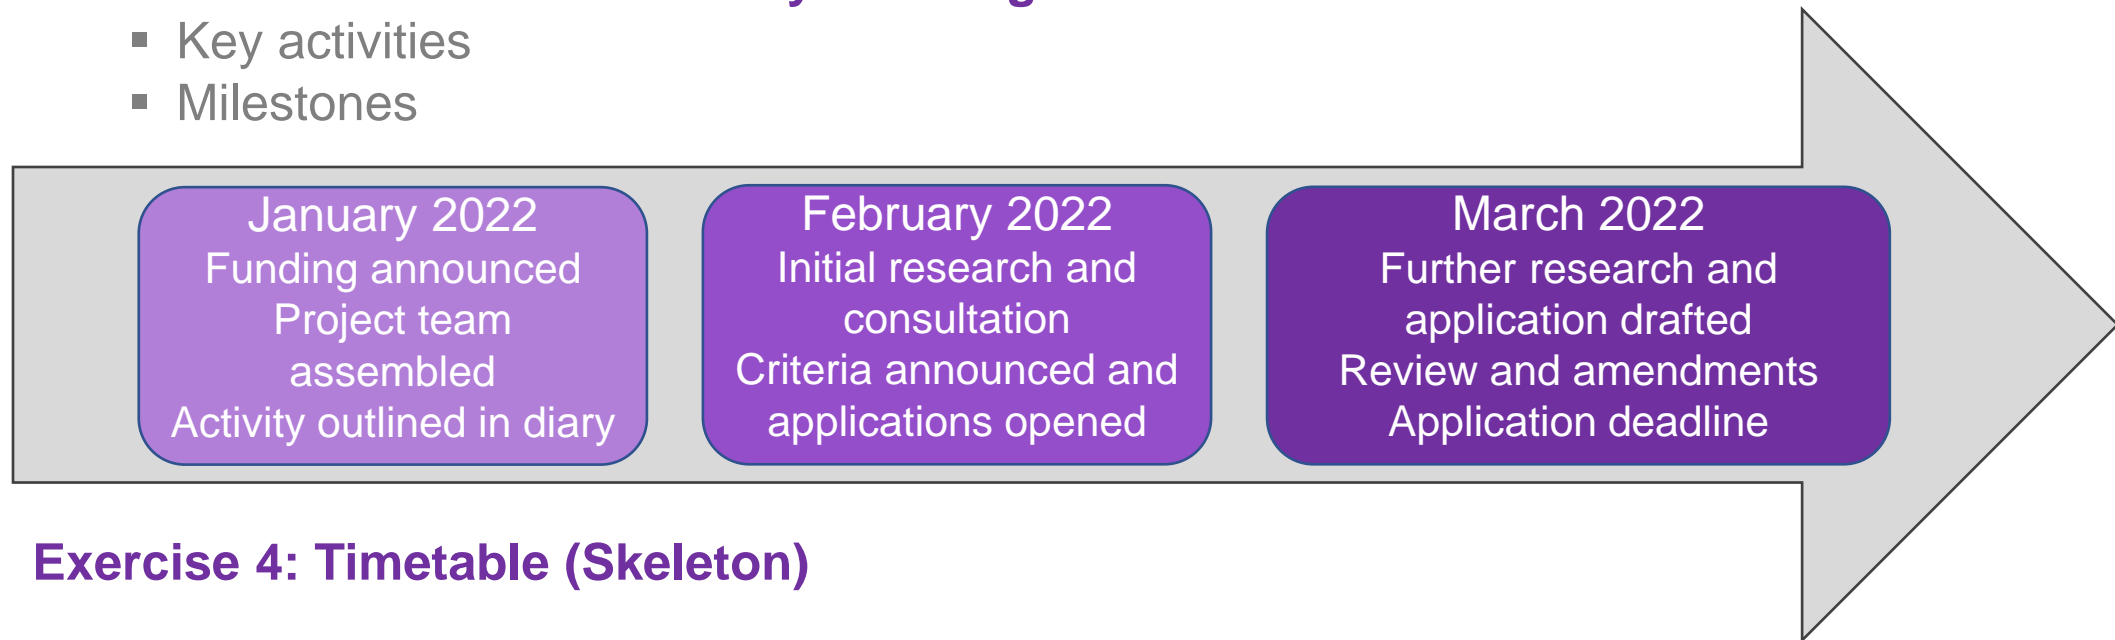 Key activities
Milestones
January 2022
Funding announced
Project team
assembled
Activity outlined in diary
February 2022
Initial research and
consultation
Criteria announced and
applications opened
March 2022
Further research and
application drafted
Review and amendments
Application deadline
Exercise 4: Timetable (Skeleton)